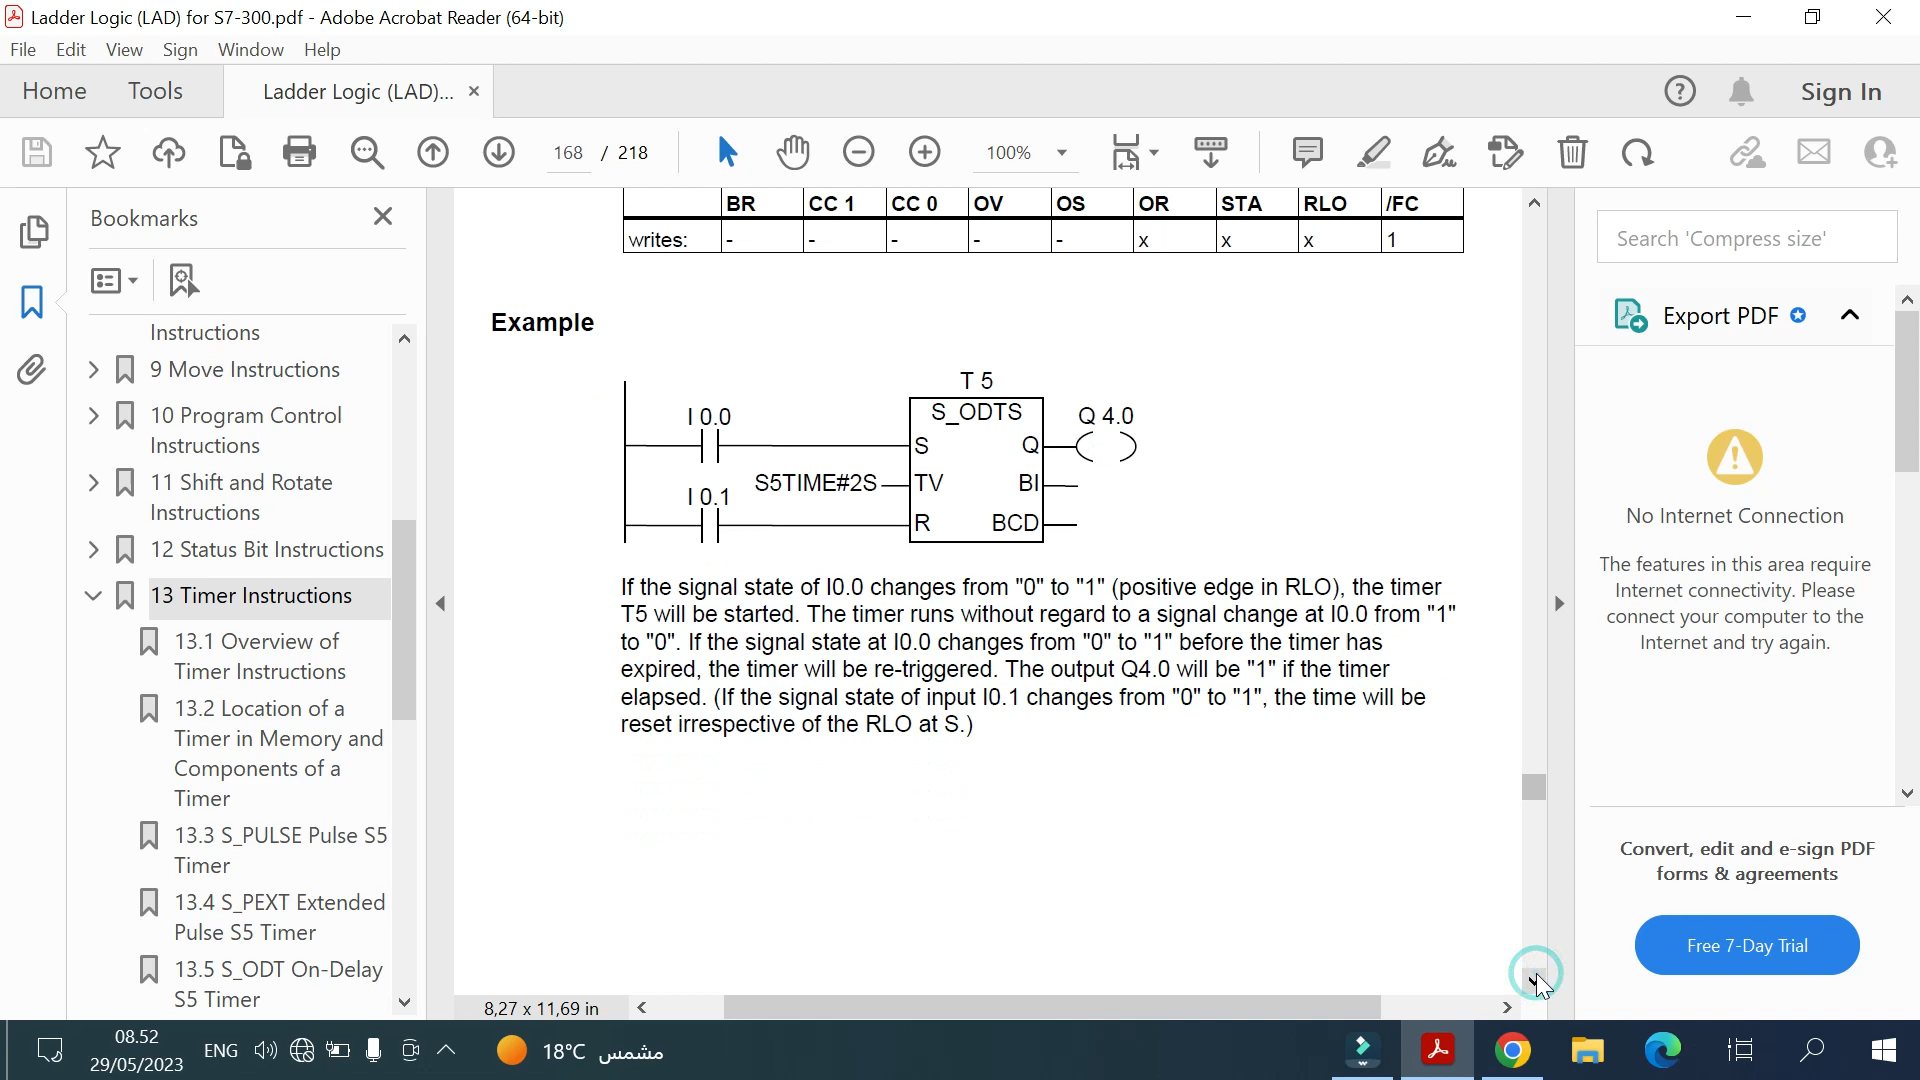 Ladder Logic (LAD) for S7-300.pdf - Adobe Acrobat Reader (64-bit)
File Edit View Sign Window Help
Home Tools Ladder Logic (LAD)... × Sign In
168 / 218 100%
Bookmarks
Instructions
9 Move Instructions
10 Program Control
Instructions
11 Shift and Rotate
Instructions
12 Status Bit Instructions
13 Timer Instructions
13.1 Overview of
Timer Instructions
13.2 Location of a
Timer in Memory and
Components of a
Timer
13.3 S_PULSE Pulse S5
Timer
13.4 S_PEXT Extended
Pulse S5 Timer
13.5 S_ODT On-Delay
S5 Timer
BR CC 1 CC 0 OV OS OR STA RLO /FC
writes: - - - - - x x x 1
Example
T 5
I 0.0 S_ODTS Q 4.0
S Q
S5TIME#2S TV BI
I 0.1
R BCD
If the signal state of I0.0 changes from "0" to "1" (positive edge in RLO), the timer
T5 will be started. The timer runs without regard to a signal change at I0.0 from "1"
to "0". If the signal state at I0.0 changes from "0" to "1" before the timer has
expired, the timer will be re-triggered. The output Q4.0 will be "1" if the timer
elapsed. (If the signal state of input I0.1 changes from "0" to "1", the time will be
reset irrespective of the RLO at S.)
8,27 x 11,69 in
Search 'Compress size'
Export PDF
No Internet Connection
The features in this area require
Internet connectivity. Please
connect your computer to the
Internet and try again.
Convert, edit and e-sign PDF
forms & agreements
Free 7-Day Trial
08.52
29/05/2023
ENG
18°C مشمس